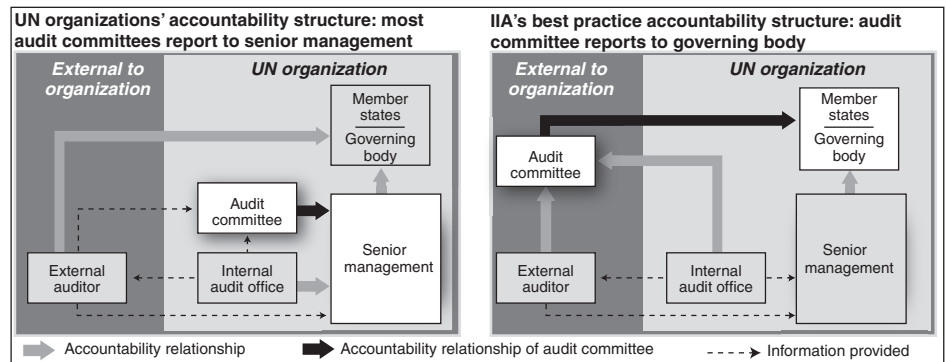 UN organizations' accountability structure: most
audit committees report to senior management
External to
organization
UN organization
Member
states
Governing
body
Audit
committee
Senior
management
External
auditor
Internal
audit office
IIA's best practice accountability structure: audit
committee reports to governing body
External to
organization
UN organization
Member
states
Governing
body
Audit
committee
Senior
management
External
auditor
Internal
audit office
Accountability relationship
Accountability relationship of audit committee
Information provided